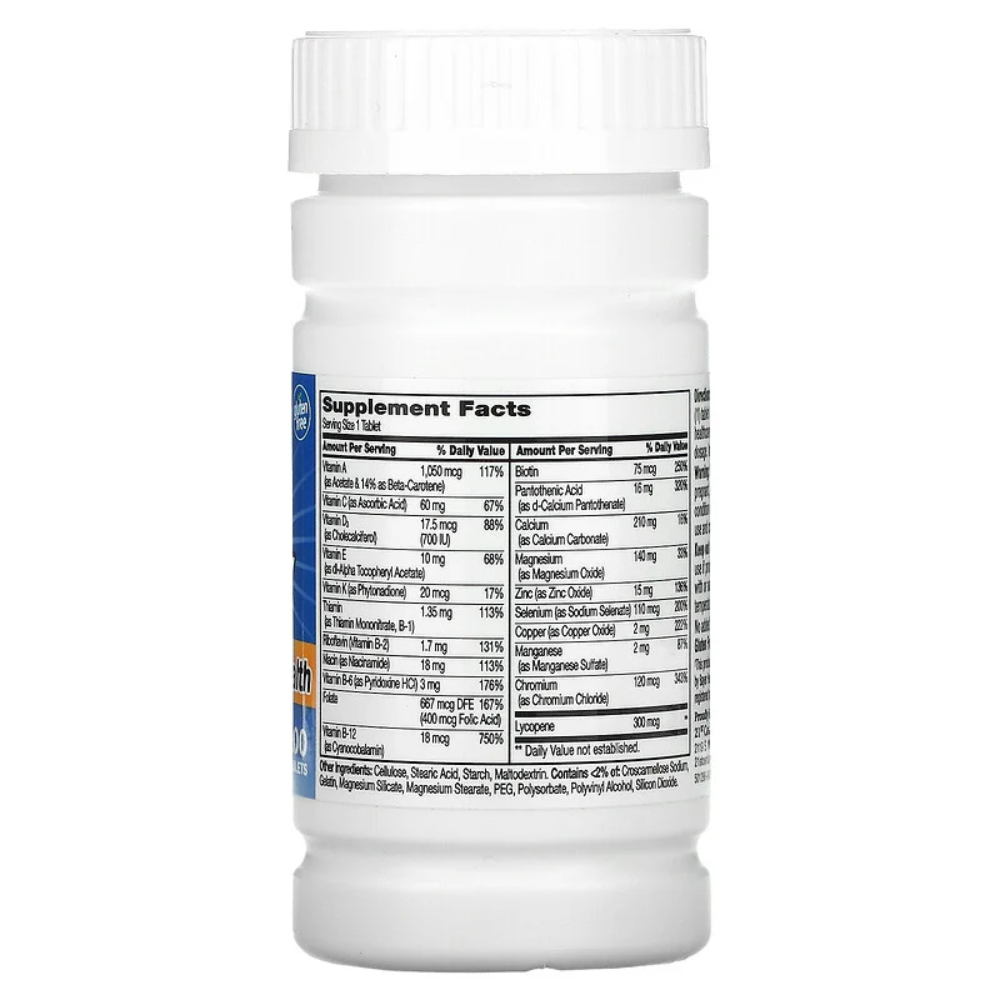 gluten free
Supplement Facts
Serving Size 1 Tablet
Amount Per Serving % Daily Value
Vitamin A 1,050 mcg 117%
(as Acetate & 14% as Beta-Carotene)
Vitamin C (as Ascorbic Acid) 60 mg 67%
Vitamin D₃ 17.5 mcg 88%
(as Cholecalciferol) (700 IU)
Vitamin E 10 mg 68%
(as dl-Alpha Tocopheryl Acetate)
Vitamin K (as Phytonadione) 20 mcg 17%
Thiamin 1.35 mg 113%
(as Thiamin Mononitrate, B-1)
Riboflavin (Vitamin B-2) 1.7 mg 131%
Niacin (as Niacinamide) 18 mg 113%
Vitamin B-6 (as Pyridoxine HCl) 3 mg 176%
Folate 667 mcg DFE 167%
(400 mcg Folic Acid)
Vitamin B-12 18 mcg 750%
(as Cyanocobalamin)
Amount Per Serving % Daily Value
Biotin 75 mcg 250%
Pantothenic Acid 16 mg 320%
(as d-Calcium Pantothenate)
Calcium 210 mg 16%
(as Calcium Carbonate)
Magnesium 140 mg 33%
(as Magnesium Oxide)
Zinc (as Zinc Oxide) 15 mg 136%
Selenium (as Sodium Selenate) 110 mcg 200%
Copper (as Copper Oxide) 2 mg 222%
Manganese 2 mg 87%
(as Manganese Sulfate)
Chromium 120 mcg 343%
(as Chromium Chloride)
Lycopene 300 mcg **
** Daily Value not established.
Other Ingredients: Cellulose, Stearic Acid, Starch, Maltodextrin. Contains <2% of: Croscarmellose Sodium,
Gelatin, Magnesium Silicate, Magnesium Stearate, PEG, Polysorbate, Polyvinyl Alcohol, Silicon Dioxide.